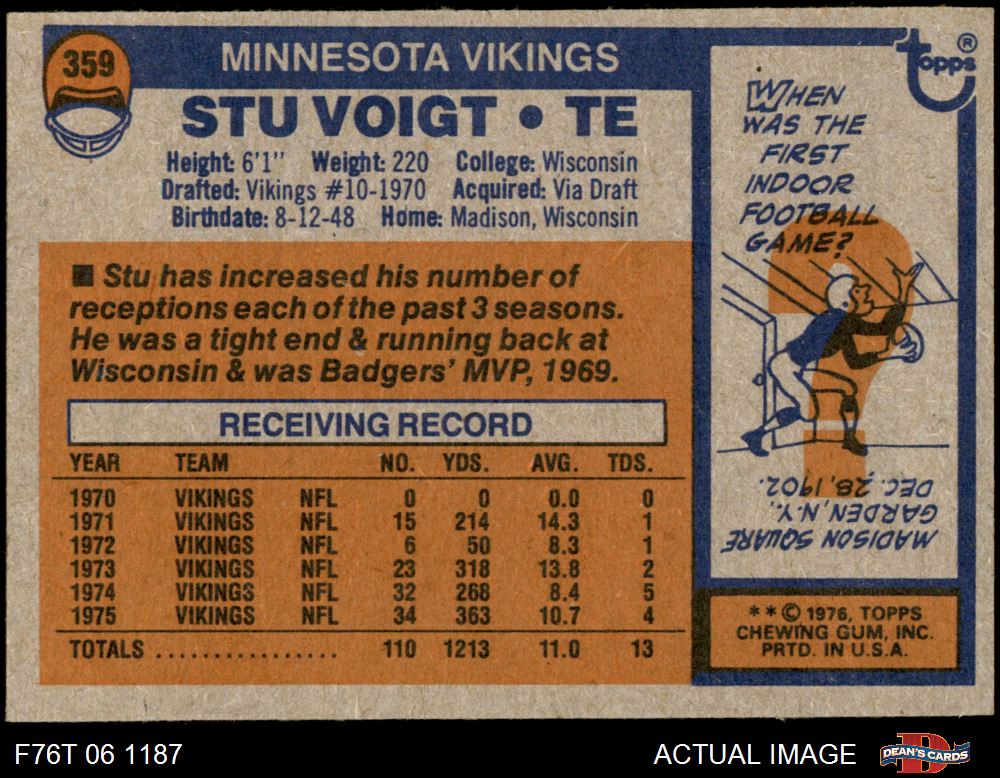 359
MINNESOTA VIKINGS
STU VOIGT • TE
Height: 6'1" Weight: 220 College: Wisconsin
Drafted: Vikings #10-1970 Acquired: Via Draft
Birthdate: 8-12-48 Home: Madison, Wisconsin
■ Stu has increased his number of
receptions each of the past 3 seasons.
He was a tight end & running back at
Wisconsin & was Badgers' MVP, 1969.
RECEIVING RECORD
YEAR TEAM NO. YDS. AVG. TDS.
1970 VIKINGS NFL 0 0 0.0 0
1971 VIKINGS NFL 15 214 14.3 1
1972 VIKINGS NFL 6 50 8.3 1
1973 VIKINGS NFL 23 318 13.8 2
1974 VIKINGS NFL 32 268 8.4 5
1975 VIKINGS NFL 34 363 10.7 4
TOTALS ................ 110 1213 11.0 13
topps ®
WHEN
WAS THE
FIRST
INDOOR
FOOTBALL
GAME?
?
MADISON SQUARE
GARDEN, N.Y.,
DEC. 28, 1902.
** © 1976, TOPPS
CHEWING GUM, INC.
PRTD. IN U.S.A.
F76T 06 1187
ACTUAL IMAGE
DEAN'S CARDS